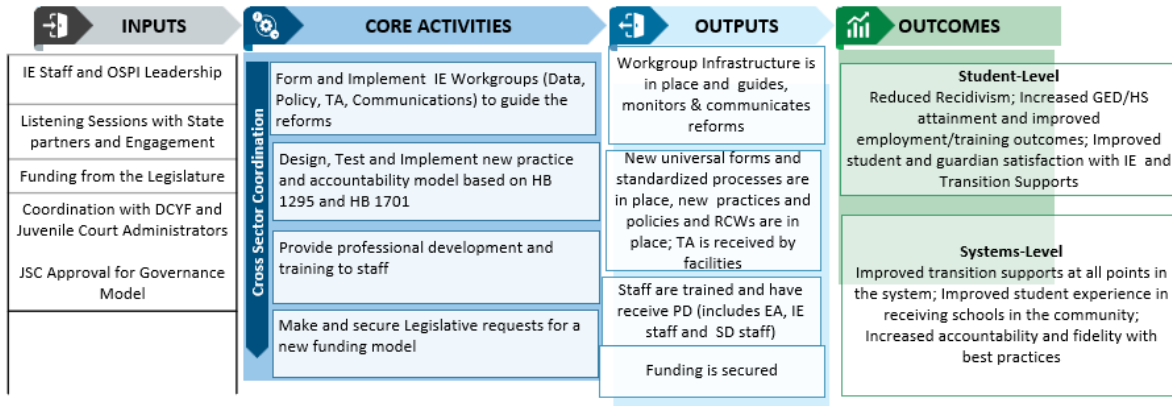 INPUTS
IE Staff and OSPI Leadership
Listening Sessions with State
partners and Engagement
Funding from the Legislature
Coordination with DCYF and
Juvenile Court Administrators
JSC Approval for Governance
Model
CORE ACTIVITIES
Cross Sector Coordination
Form and Implement IE Workgroups (Data,
Policy, TA, Communications) to guide the
reforms
Design, Test and Implement new practice
and accountability model based on HB
1295 and HB 1701
Provide professional development and
training to staff
Make and secure Legislative requests for a
new funding model
OUTPUTS
Workgroup Infrastructure is
in place and guides,
monitors & communicates
reforms
New universal forms and
standardized processes are
in place, new practices and
policies and RCWs are in
place; TA is received by
facilities
Staff are trained and have
receive PD (includes EA, IE
staff and SD staff)
Funding is secured
OUTCOMES
Student-Level
Reduced Recidivism; Increased GED/HS
attainment and improved
employment/training outcomes; Improved
student and guardian satisfaction with IE and
Transition Supports
Systems-Level
Improved transition supports at all points in
the system; Improved student experience in
receiving schools in the community;
Increased accountability and fidelity with
best practices